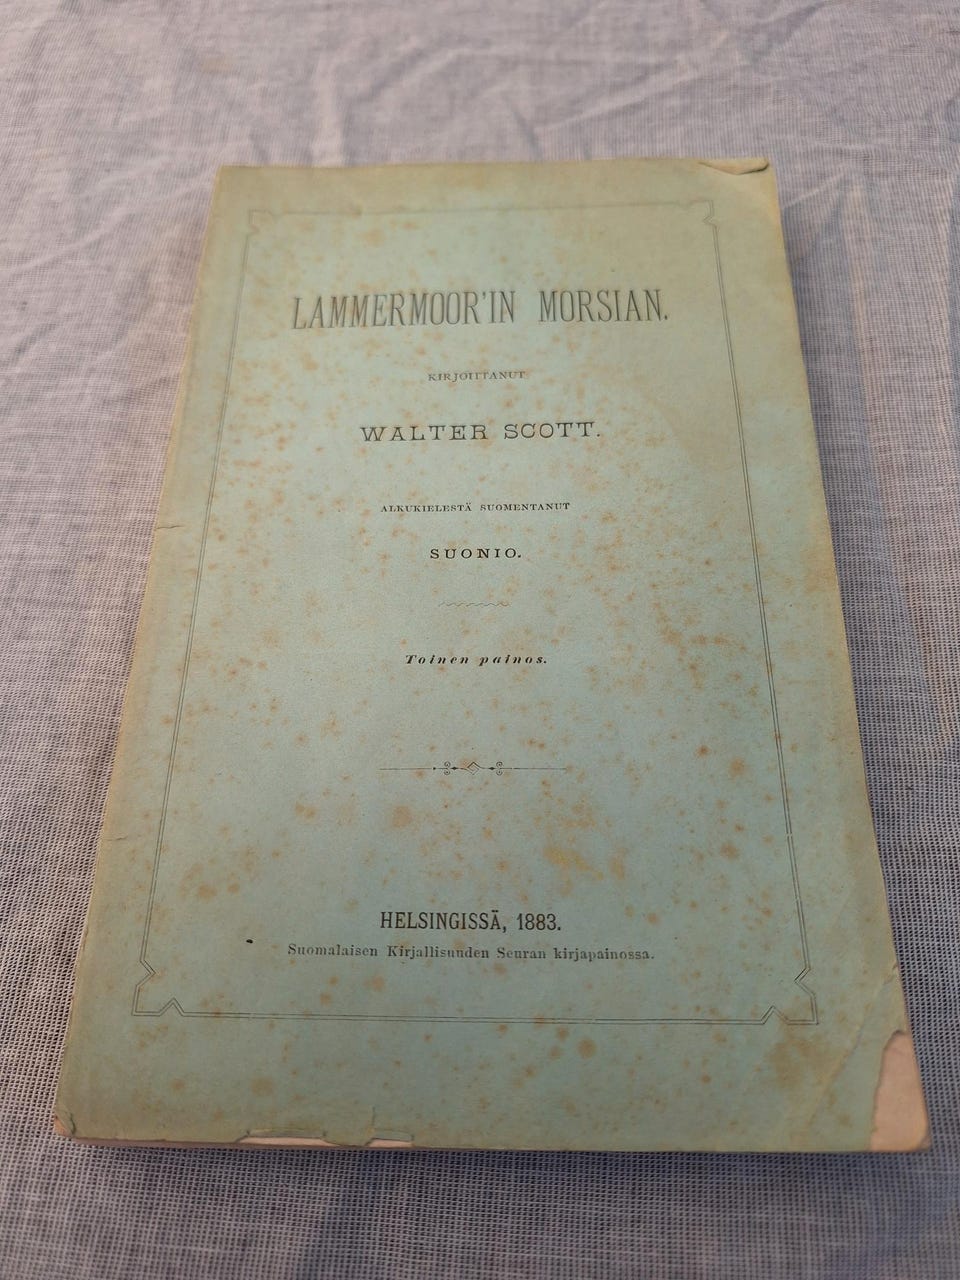 LAMMERMOOR'IN MORSIAN.
KIRJOITTANUT
WALTER SCOTT.
ALKUKIELESTÄ SUOMENTANUT
SUONIO.
Toinen painos.
HELSINGISSÄ, 1883.
Suomalaisen Kirjallisuuden Seuran kirjapainossa.